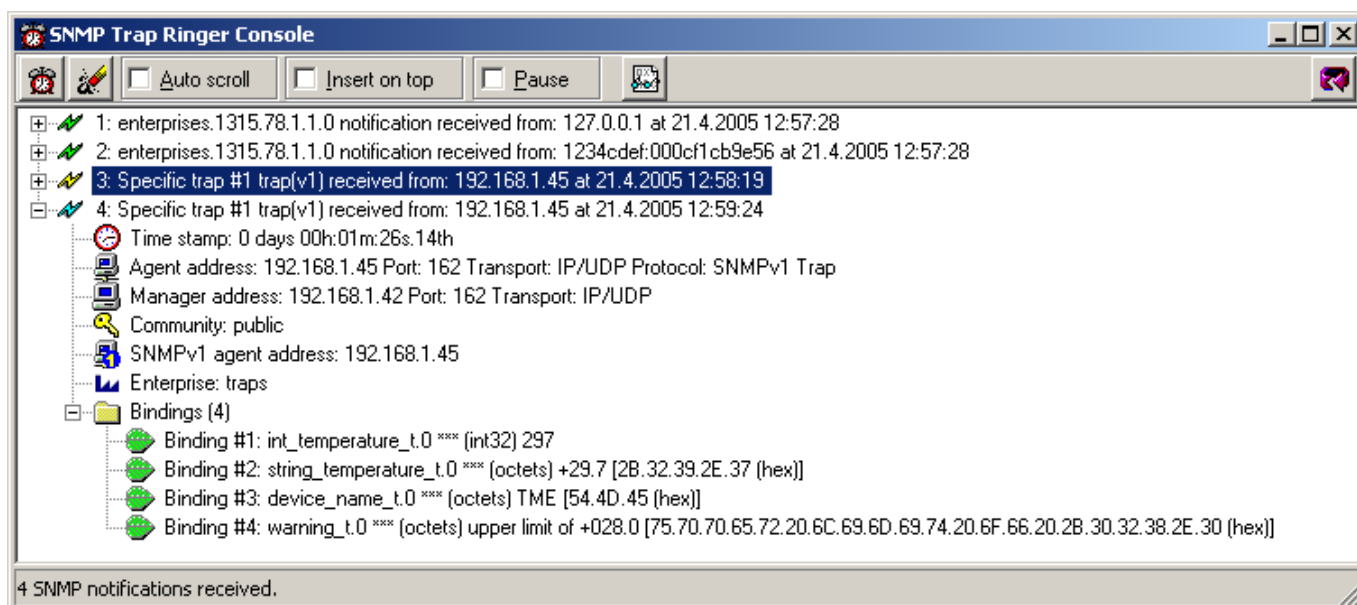 SNMP Trap Ringer Console
Auto scroll Insert on top Pause
1: enterprises.1315.78.1.1.0 notification received from: 127.0.0.1 at 21.4.2005 12:57:28
2: enterprises.1315.78.1.1.0 notification received from: 1234cdef:000cf1cb9e56 at 21.4.2005 12:57:28
3: Specific trap #1 trap(v1) received from: 192.168.1.45 at 21.4.2005 12:58:19
4: Specific trap #1 trap(v1) received from: 192.168.1.45 at 21.4.2005 12:59:24
Time stamp: 0 days 00h:01m:26s.14th
Agent address: 192.168.1.45 Port: 162 Transport: IP/UDP Protocol: SNMPv1 Trap
Manager address: 192.168.1.42 Port: 162 Transport: IP/UDP
Community: public
SNMPv1 agent address: 192.168.1.45
Enterprise: traps
Bindings (4)
Binding #1: int_temperature_t.0 *** (int32) 297
Binding #2: string_temperature_t.0 *** (octets) +29.7 [2B.32.39.2E.37 (hex)]
Binding #3: device_name_t.0 *** (octets) TME [54.4D.45 (hex)]
Binding #4: warning_t.0 *** (octets) upper limit of +028.0 [75.70.70.65.72.20.6C.69.6D.69.74.20.6F.66.20.2B.30.32.38.2E.30 (hex)]
4 SNMP notifications received.